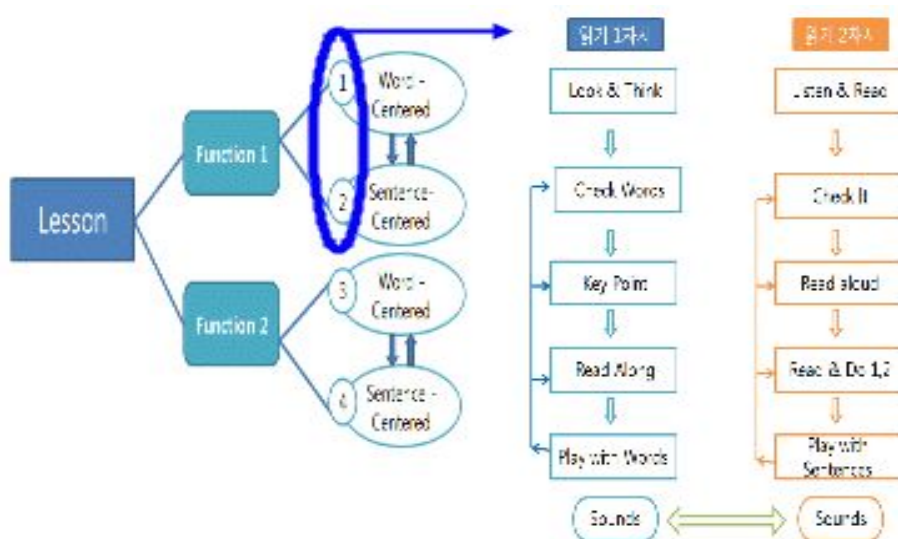 Lesson
Function 1
Function 2
1
Word -
Centered
2
Sentence-
Centered
3
Word -
Centered
4
Sentence -
Centered
읽기 1차시
Look & Think
Check Words
Key Point
Read Along
Play with Words
Sounds
읽기 2차시
Listen & Read
Check It
Read aloud
Read & Do 1,2
Play with
Sentences
Sounds